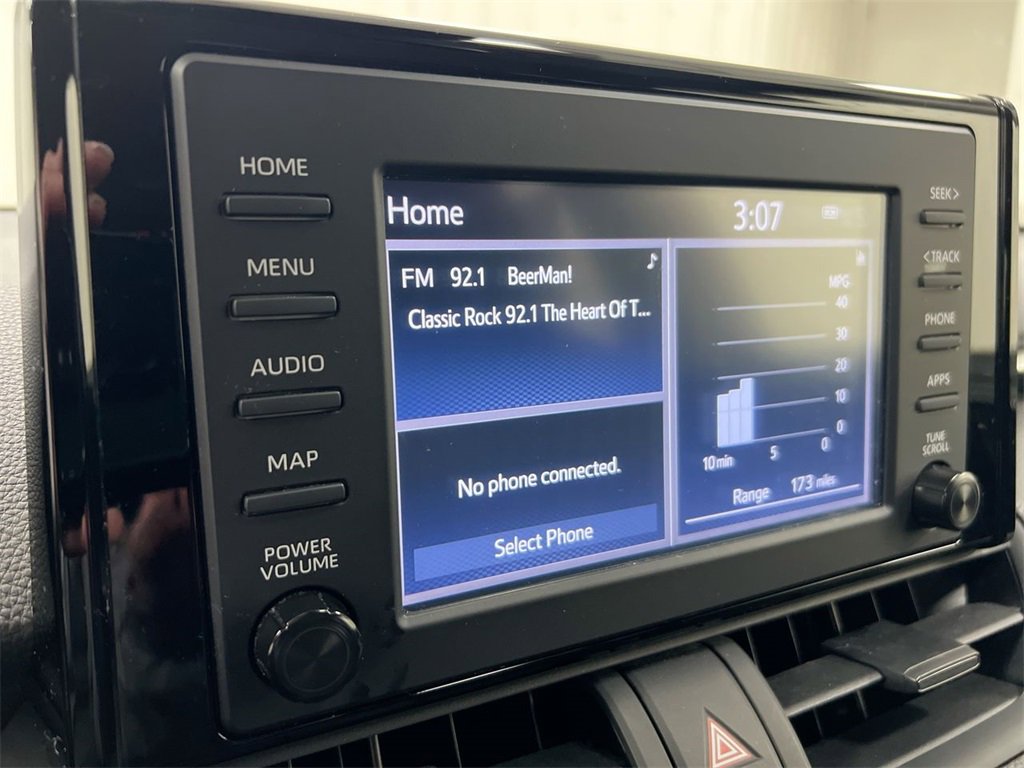 HOME
MENU
AUDIO
MAP
POWER
VOLUME
Home 3:07
FM 92.1 BeerMan!
Classic Rock 92.1 The Heart Of T...
No phone connected.
Select Phone
MPG
40
30
20
10
0
10 min 5 0
Range 173 miles
SEEK >
< TRACK
PHONE
APPS
TUNE
SCROLL